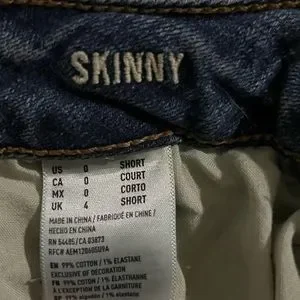 SKINNY
US 0 SHORT
CA 0 COURT
MX 0 CORTO
UK 4 SHORT
MADE IN CHINA / FABRIQUÉ EN CHINE /
HECHO EN CHINA
RN 54485/CA 03873
EN 99% COTTON / 1% ELASTANE
EXCLUSIVE OF DECORATION
FR 99% COTON / 1% ÉLASTHANNE
À L'EXCEPTION DE LA GARNITURE